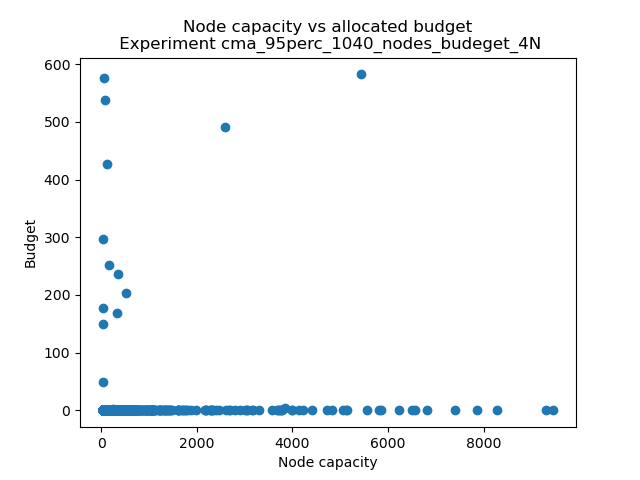 Node capacity vs allocated budget
Experiment cma_95perc_1040_nodes_budeget_4N
600
500
400
300
200
100
0
Budget
0 2000 4000 6000 8000
Node capacity